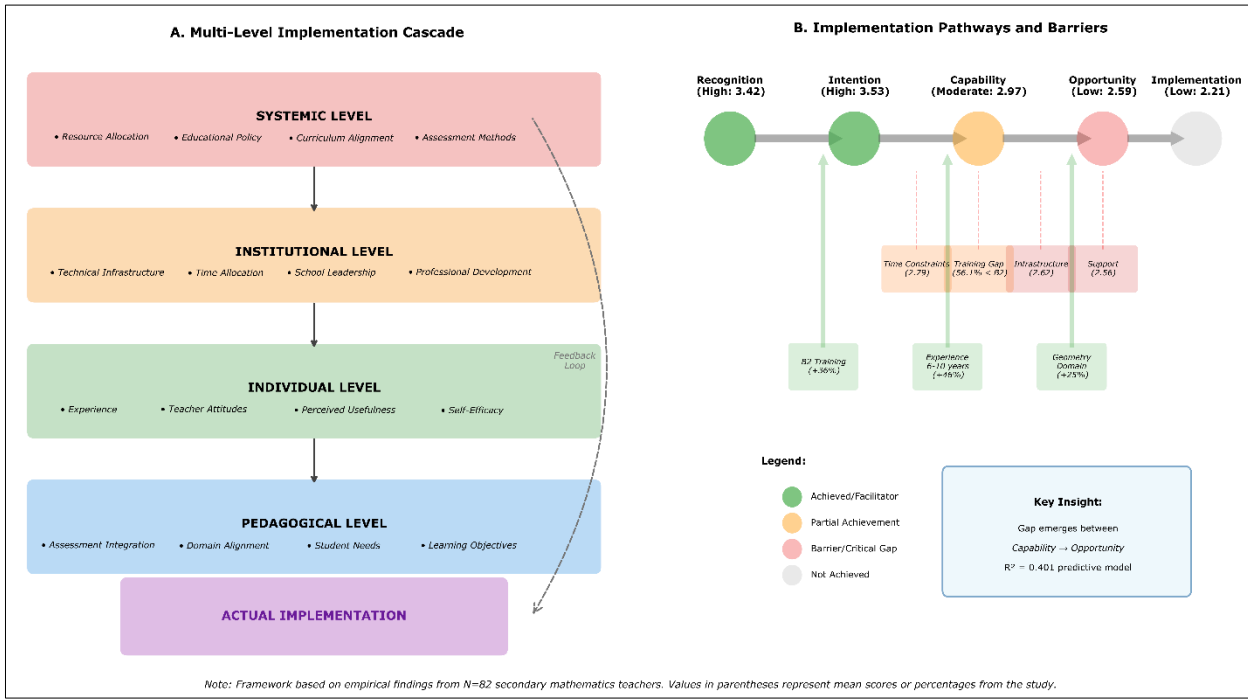 A. Multi-Level Implementation Cascade
SYSTEMIC LEVEL
• Resource Allocation • Educational Policy • Curriculum Alignment • Assessment Methods
INSTITUTIONAL LEVEL
• Technical Infrastructure • Time Allocation • School Leadership • Professional Development
Feedback
Loop
INDIVIDUAL LEVEL
• Experience • Teacher Attitudes • Perceived Usefulness • Self-Efficacy
PEDAGOGICAL LEVEL
• Assessment Integration • Domain Alignment • Student Needs • Learning Objectives
ACTUAL IMPLEMENTATION
B. Implementation Pathways and Barriers
Recognition
(High: 3.42)
Intention
(High: 3.53)
Capability
(Moderate: 2.97)
Opportunity
(Low: 2.59)
Implementation
(Low: 2.21)
Time Constraints
(2.79)
Training Gap
(56.1% < B2)
Infrastructure
(2.62)
Support
(2.56)
B2 Training
(+36%)
Experience
6-10 years
(+46%)
Geometry
Domain
(+25%)
Legend:
Achieved/Facilitator
Partial Achievement
Barrier/Critical Gap
Not Achieved
Key Insight:
Gap emerges between
Capability → Opportunity
R² = 0.401 predictive model
Note: Framework based on empirical findings from N=82 secondary mathematics teachers. Values in parentheses represent mean scores or percentages from the study.